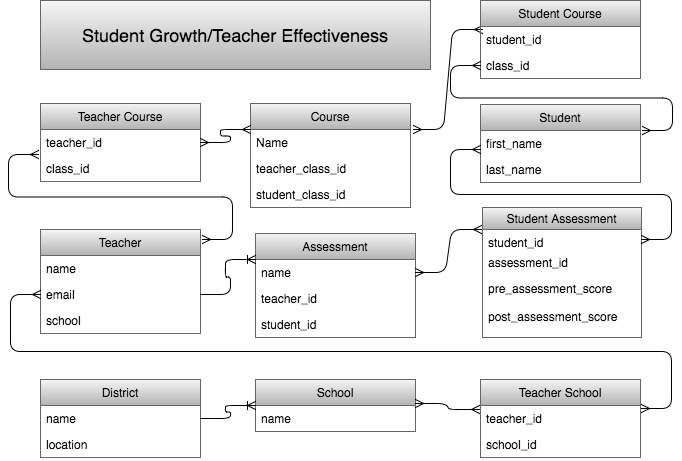 Student Growth/Teacher Effectiveness
Student Course
student_id
class_id
Teacher Course
teacher_id
class_id
Course
Name
teacher_class_id
student_class_id
Student
first_name
last_name
Teacher
name
email
school
Assessment
name
teacher_id
student_id
Student Assessment
student_id
assessment_id
pre_assessment_score
post_assessment_score
District
name
location
School
name
Teacher School
teacher_id
school_id